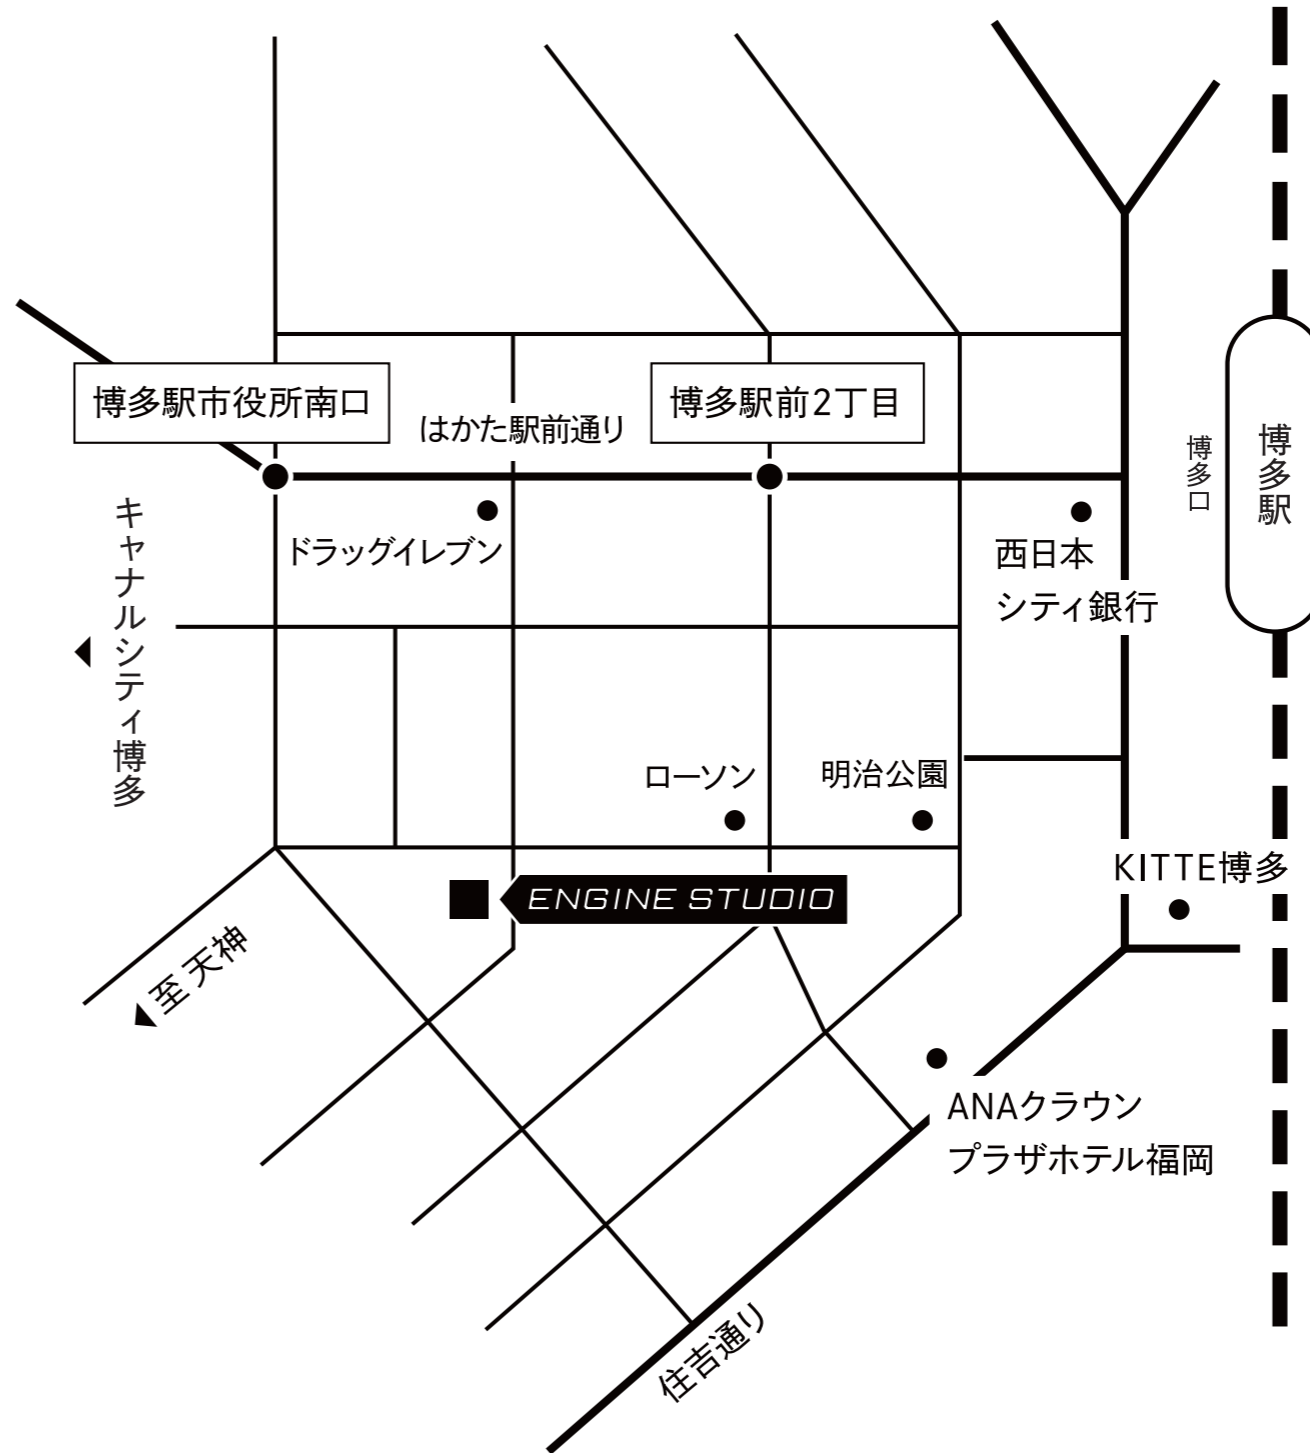 博多駅市役所南口
はかた駅前通り
博多駅前2丁目
博多口
博多駅
キャナルシティ博多
ドラッグイレブン
西日本
シティ銀行
ローソン
明治公園
KITTE博多
ENGINE STUDIO
至 天神
ANAクラウン
プラザホテル福岡
住吉通り